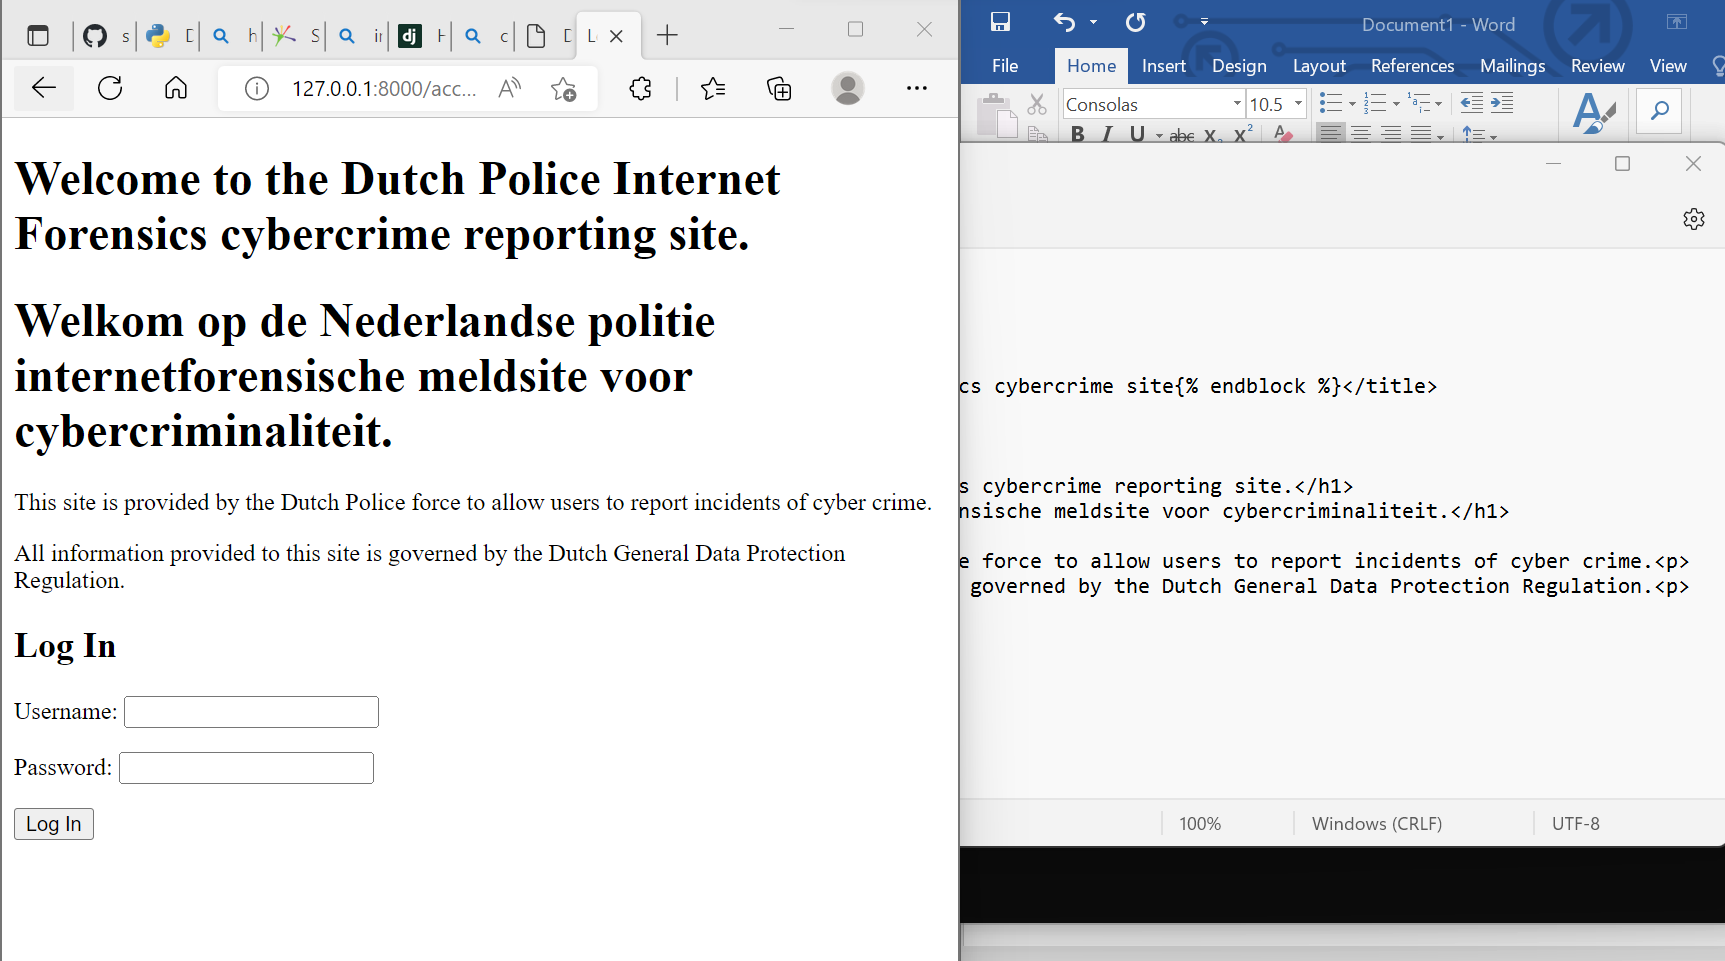 s
D
h
S
dj
H
c
D
L
127.0.0.1:8000/acc...
Welcome to the Dutch Police Internet
Forensics cybercrime reporting site.
Welkom op de Nederlandse politie
internetforensische meldsite voor
cybercriminaliteit.
This site is provided by the Dutch Police force to allow users to report incidents of cyber crime.
All information provided to this site is governed by the Dutch General Data Protection
Regulation.
Log In
Username:
Password:
Log In
Document1 - Word
File Home Insert Design Layout References Mailings Review View
Consolas 10.5
B I U abc X₂ X²
cs cybercrime site{% endblock %}</title>
s cybercrime reporting site.</h1>
nsische meldsite voor cybercriminaliteit.</h1>
e force to allow users to report incidents of cyber crime.<p>
governed by the Dutch General Data Protection Regulation.<p>
100% Windows (CRLF) UTF-8